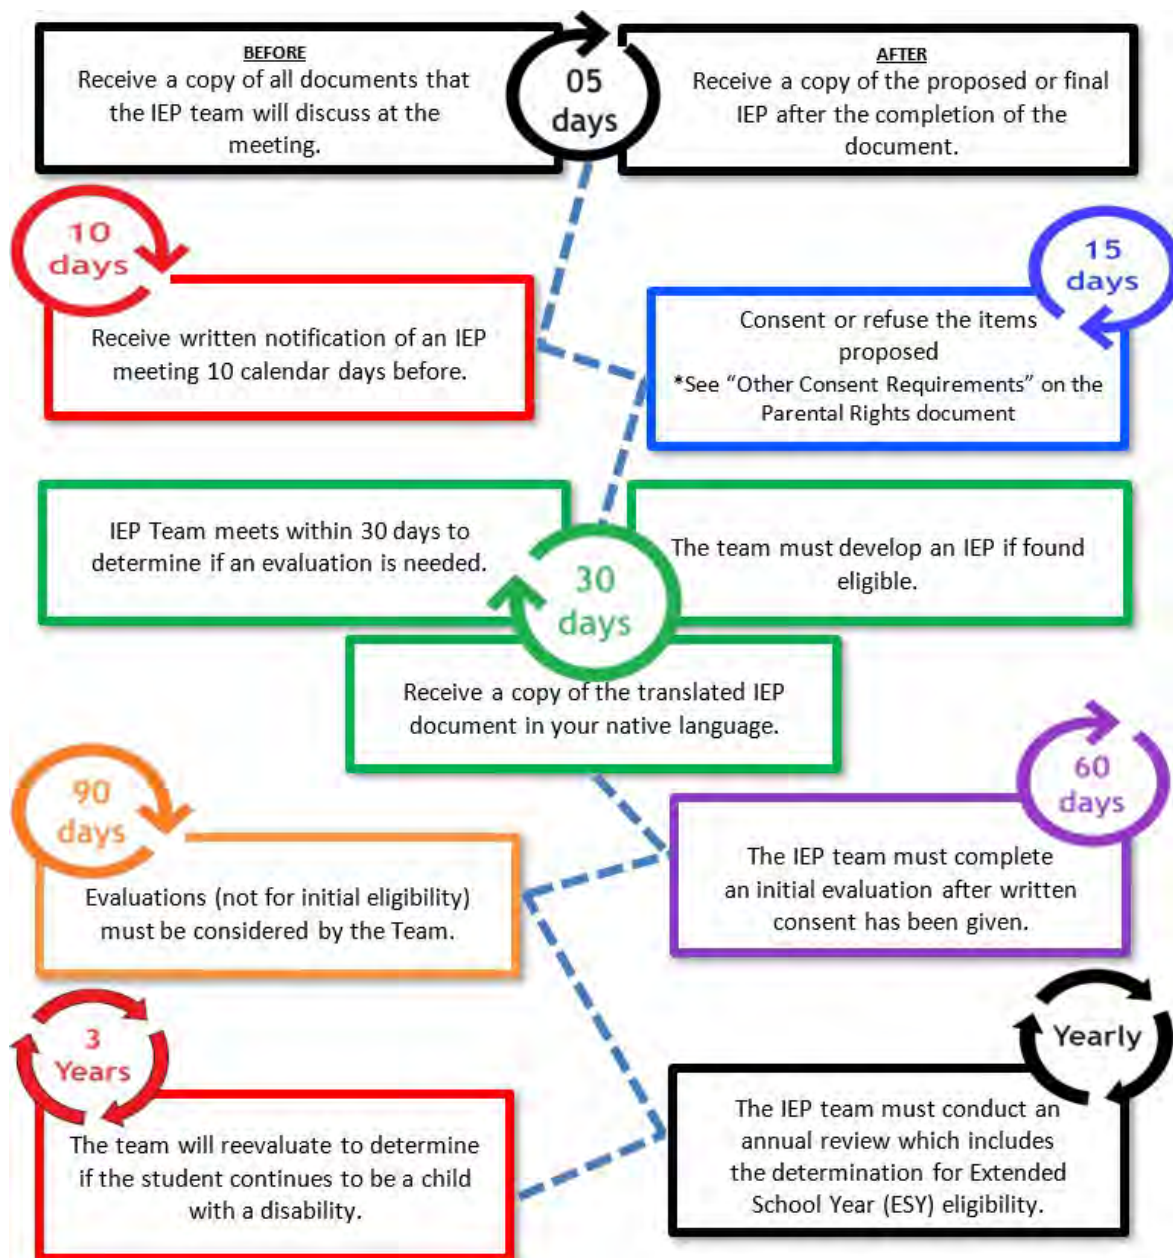 BEFORE
Receive a copy of all documents that
the IEP team will discuss at the
meeting.
05
days
AFTER
Receive a copy of the proposed or final
IEP after the completion of the
document.
10
days
Receive written notification of an IEP
meeting 10 calendar days before.
15
days
Consent or refuse the items
proposed
*See “Other Consent Requirements” on the
Parental Rights document
IEP Team meets within 30 days to
determine if an evaluation is needed.
30
days
The team must develop an IEP if found
eligible.
Receive a copy of the translated IEP
document in your native language.
60
days
The IEP team must complete
an initial evaluation after written
consent has been given.
90
days
Evaluations (not for initial eligibility)
must be considered by the Team.
Yearly
The IEP team must conduct an
annual review which includes
the determination for Extended
School Year (ESY) eligibility.
3
Years
The team will reevaluate to determine
if the student continues to be a child
with a disability.